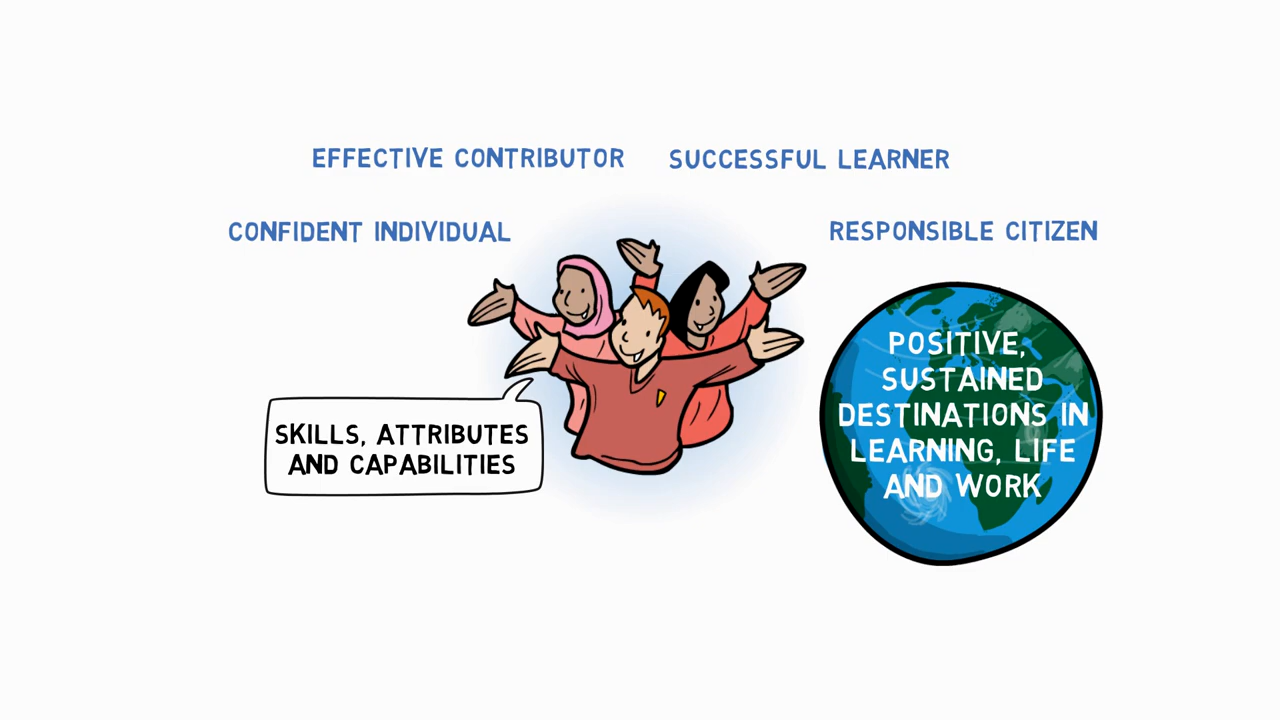 EFFECTIVE CONTRIBUTOR
SUCCESSFUL LEARNER
CONFIDENT INDIVIDUAL
RESPONSIBLE CITIZEN
SKILLS, ATTRIBUTES
AND CAPABILITIES
POSITIVE,
SUSTAINED
DESTINATIONS IN
LEARNING, LIFE
AND WORK